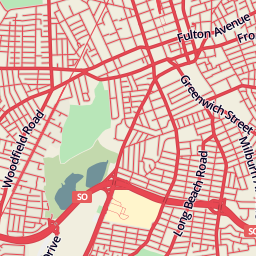 Fulton Avenue
Fro
Greenwich Street
Woodfield Road
Milburn
Long Beach Road
SO
SO
Drive